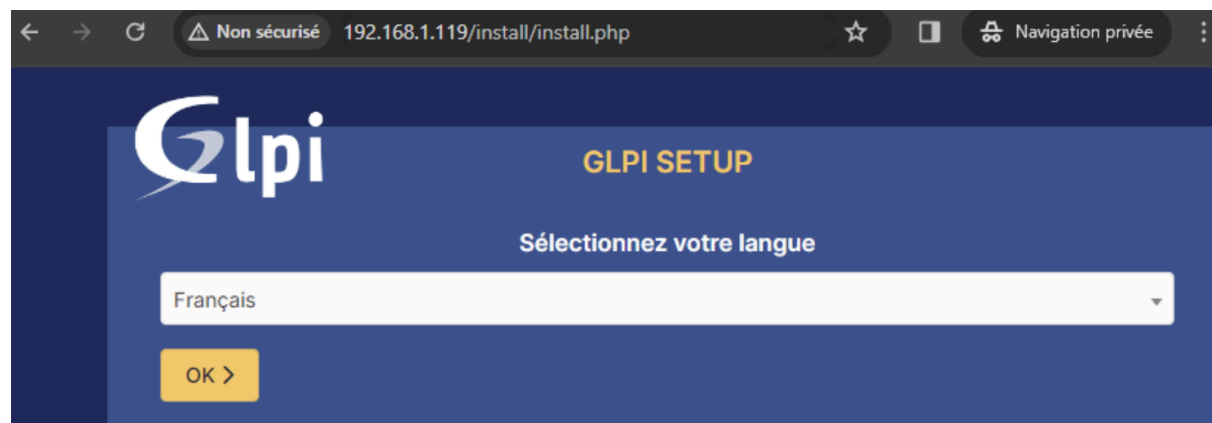 Non sécurisé 192.168.1.119/install/install.php Navigation privée
Glpi
GLPI SETUP
Sélectionnez votre langue
Français
OK